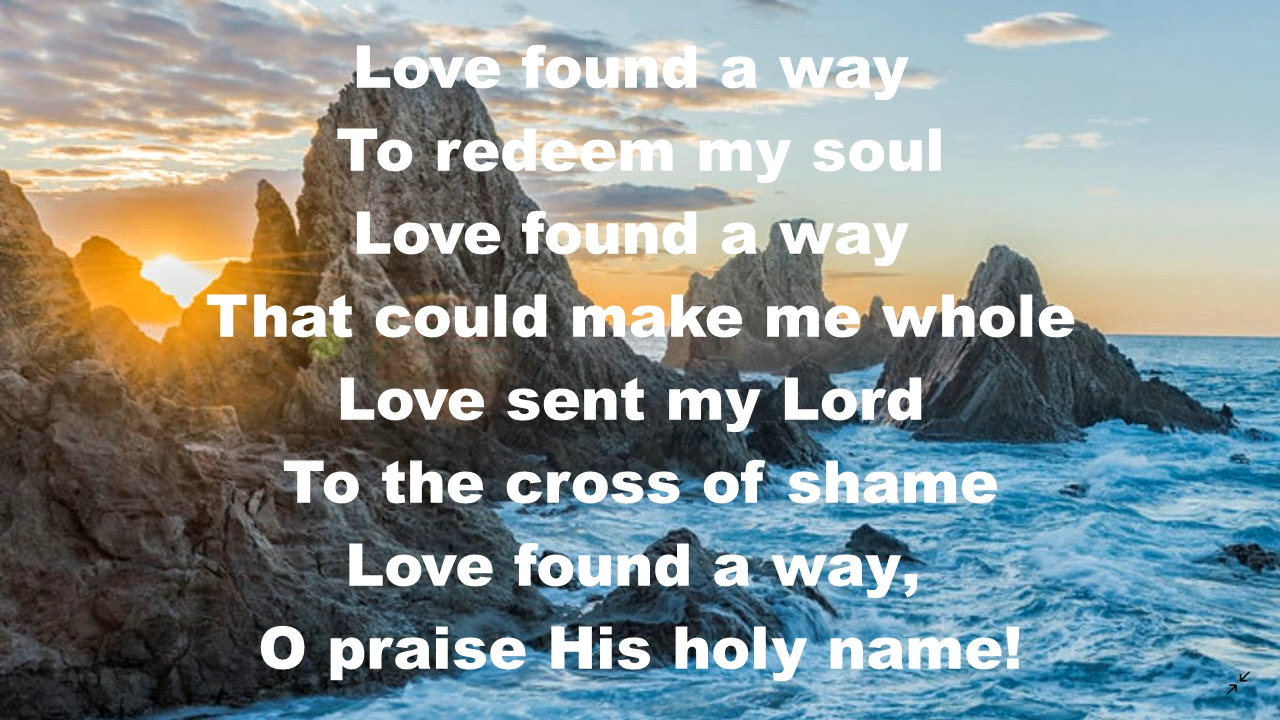 Love found a way
To redeem my soul
Love found a way
That could make me whole
Love sent my Lord
To the cross of shame
Love found a way,
O praise His holy name!